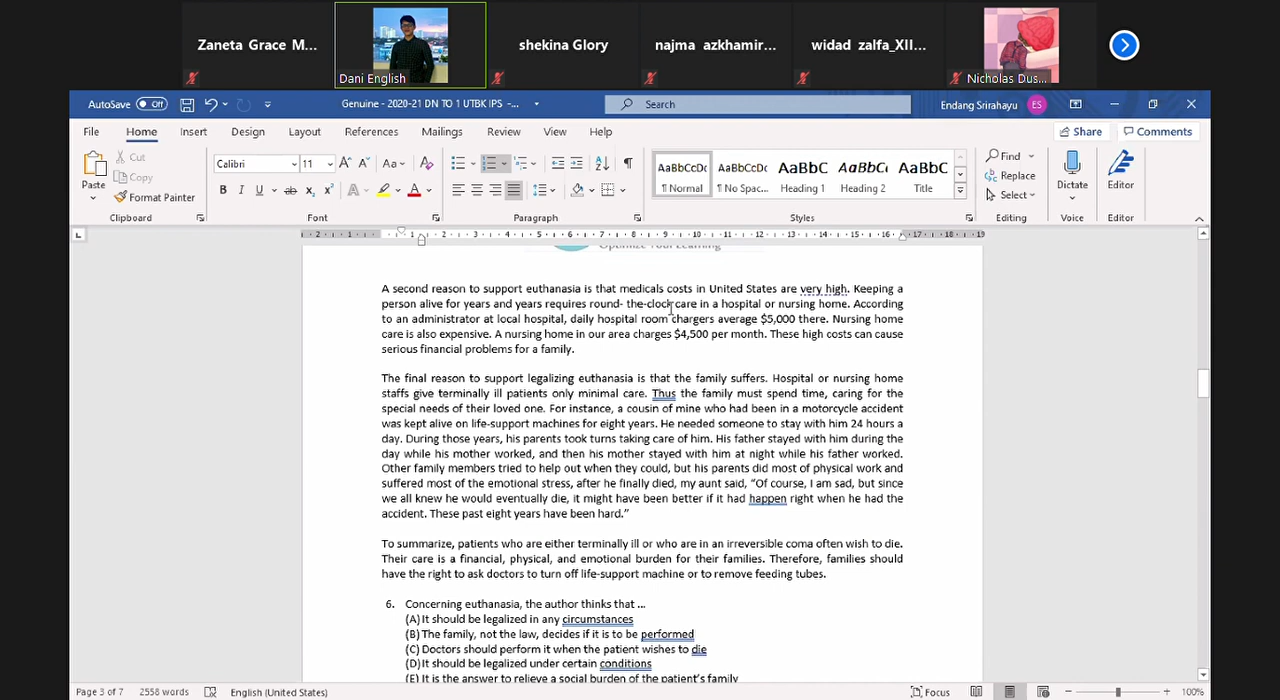 Zaneta Grace M...
Dani English
shekina Glory
najma azkhamir...
widad zalfa_XII...
Nicholas Dus...
AutoSave Off
Genuine - 2020-21 DN TO 1 UTBK IPS -...
Search
Endang Srirahayu ES
File Home Insert Design Layout References Mailings Review View Help
Share Comments
Paste
Cut
Copy
Format Painter
Calibri 11
AaBbCcDc AaBbCcDc AaBbC AaBbCc AaBbC
¶ Normal ¶ No Spac... Heading 1 Heading 2 Title
Find
Replace
Select
Dictate
Editor
Clipboard Font Paragraph Styles Editing Voice Editor
Optimize Your Learning
A second reason to support euthanasia is that medicals costs in United States are very high. Keeping a
person alive for years and years requires round- the-clock care in a hospital or nursing home. According
to an administrator at local hospital, daily hospital room chargers average $5,000 there. Nursing home
care is also expensive. A nursing home in our area charges $4,500 per month. These high costs can cause
serious financial problems for a family.
The final reason to support legalizing euthanasia is that the family suffers. Hospital or nursing home
staffs give terminally ill patients only minimal care. Thus the family must spend time, caring for the
special needs of their loved one. For instance, a cousin of mine who had been in a motorcycle accident
was kept alive on life-support machines for eight years. He needed someone to stay with him 24 hours a
day. During those years, his parents took turns taking care of him. His father stayed with him during the
day while his mother worked, and then his mother stayed with him at night while his father worked.
Other family members tried to help out when they could, but his parents did most of physical work and
suffered most of the emotional stress, after he finally died, my aunt said, “Of course, I am sad, but since
we all knew he would eventually die, it might have been better if it had happen right when he had the
accident. These past eight years have been hard.”
To summarize, patients who are either terminally ill or who are in an irreversible coma often wish to die.
Their care is a financial, physical, and emotional burden for their families. Therefore, families should
have the right to ask doctors to turn off life-support machine or to remove feeding tubes.
6. Concerning euthanasia, the author thinks that ...
(A) It should be legalized in any circumstances
(B) The family, not the law, decides if it is to be performed
(C) Doctors should perform it when the patient wishes to die
(D) It should be legalized under certain conditions
(E) It is the answer to relieve a social burden of the patient's family
Page 3 of 7 2558 words English (United States) Focus 100%